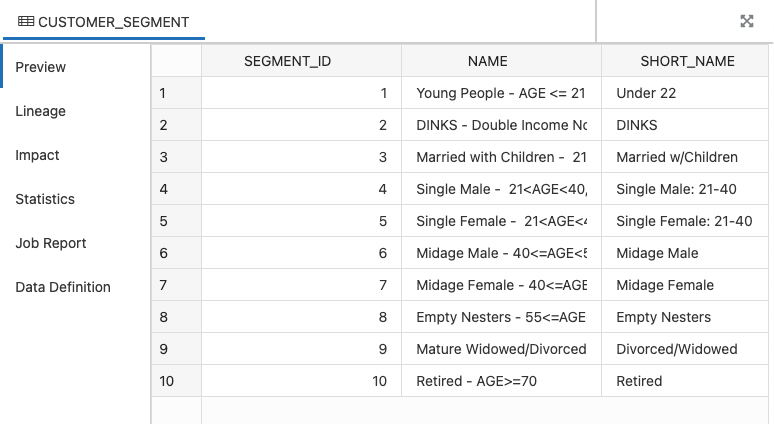 CUSTOMER_SEGMENT
Preview
Lineage
Impact
Statistics
Job Report
Data Definition
SEGMENT_ID NAME SHORT_NAME
1 1 Young People - AGE <= 21 Under 22
2 2 DINKS - Double Income No DINKS
3 3 Married with Children - 21 Married w/Children
4 4 Single Male - 21<AGE<40, Single Male: 21-40
5 5 Single Female - 21<AGE<4 Single Female: 21-40
6 6 Midage Male - 40<=AGE<5 Midage Male
7 7 Midage Female - 40<=AGE Midage Female
8 8 Empty Nesters - 55<=AGE Empty Nesters
9 9 Mature Widowed/Divorced Divorced/Widowed
10 10 Retired - AGE>=70 Retired